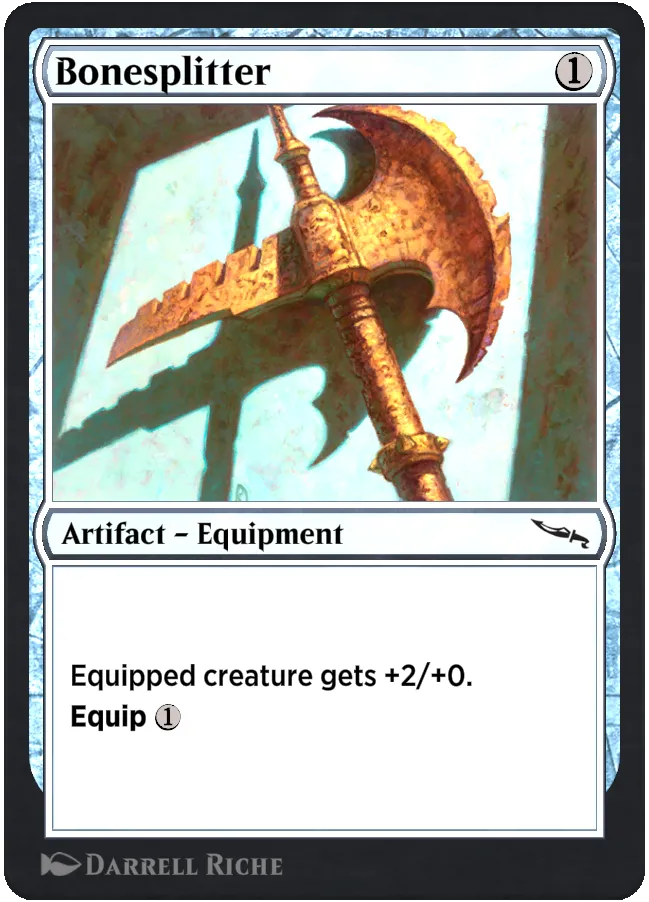 Bonesplitter 1
Artifact – Equipment
Equipped creature gets +2/+0.
Equip 1
DARRELL RICHE